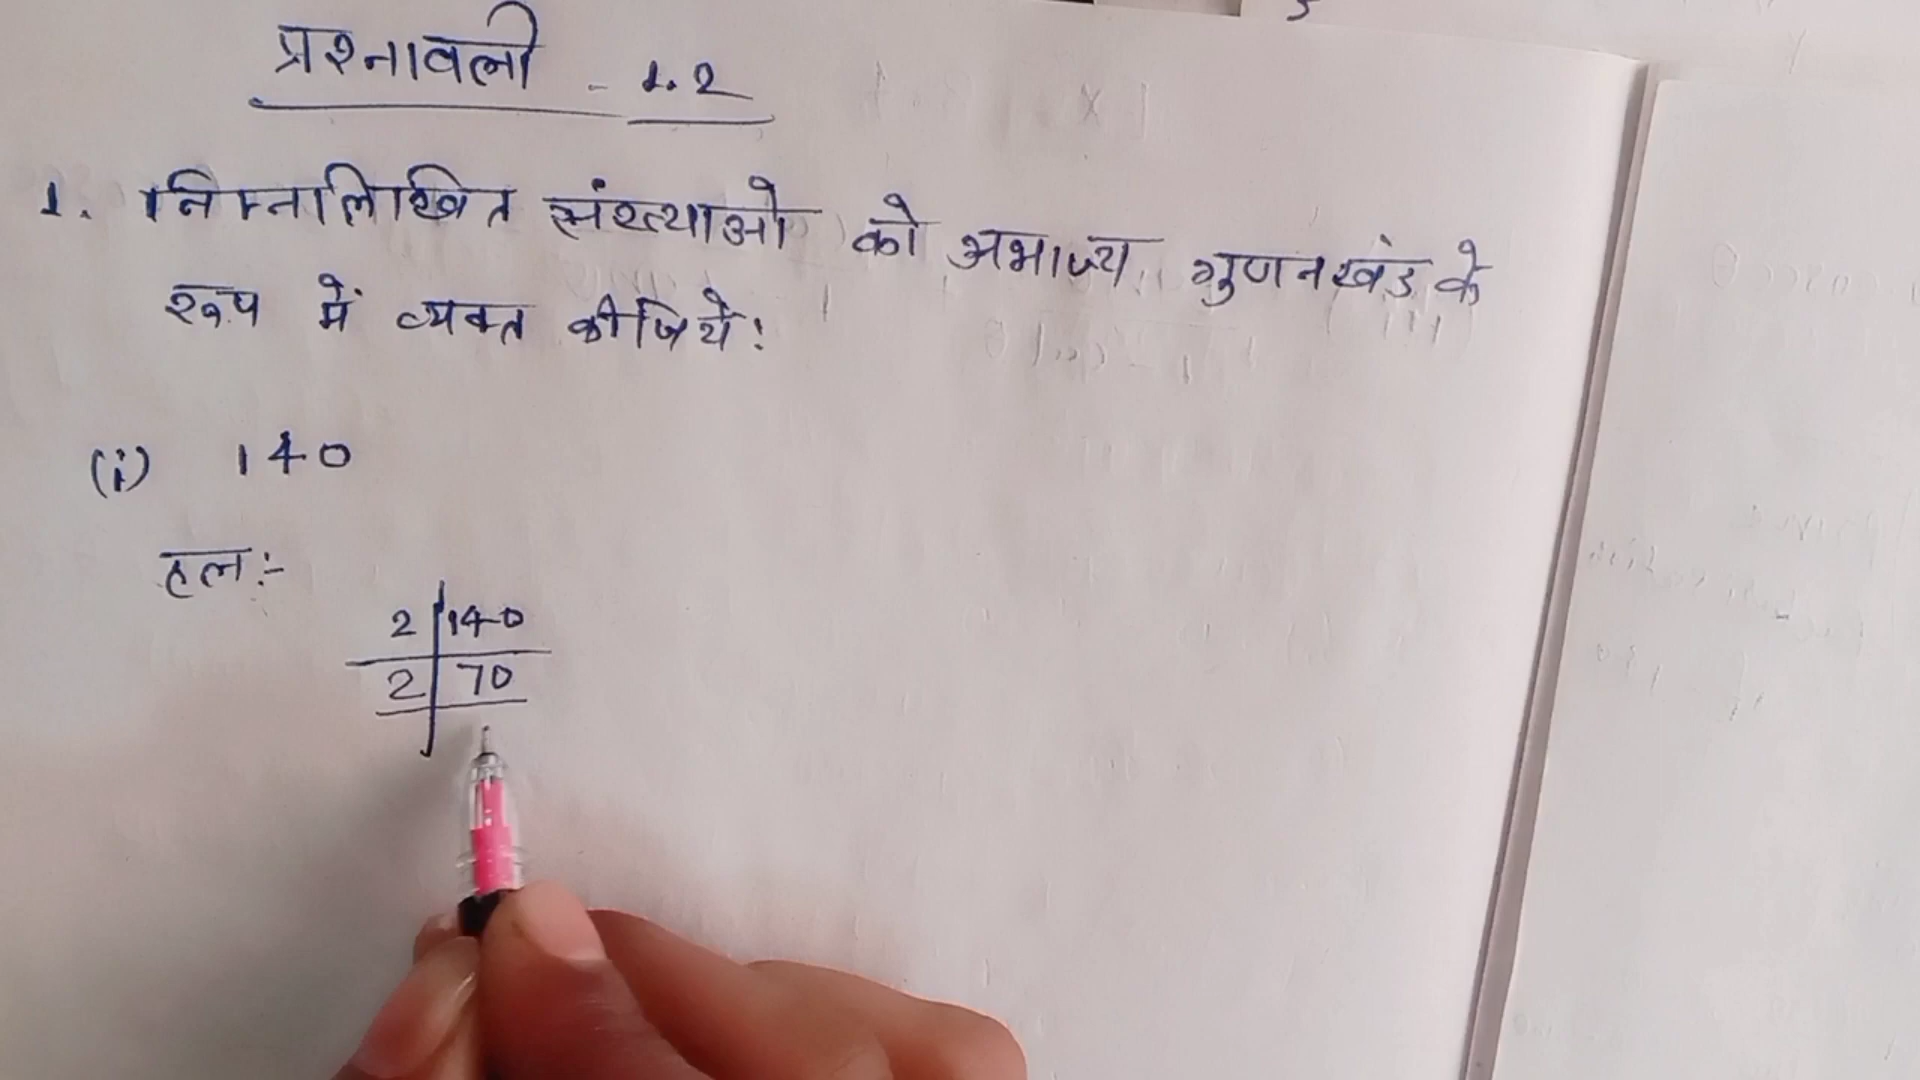 प्रश्नावली - 1.2
1. निम्नलिखित संख्याओ को अभाज्य गुणनखंड के
रूप में व्यक्त कीजिये:
(i) 140
हल:-
2 | 140
2 | 70